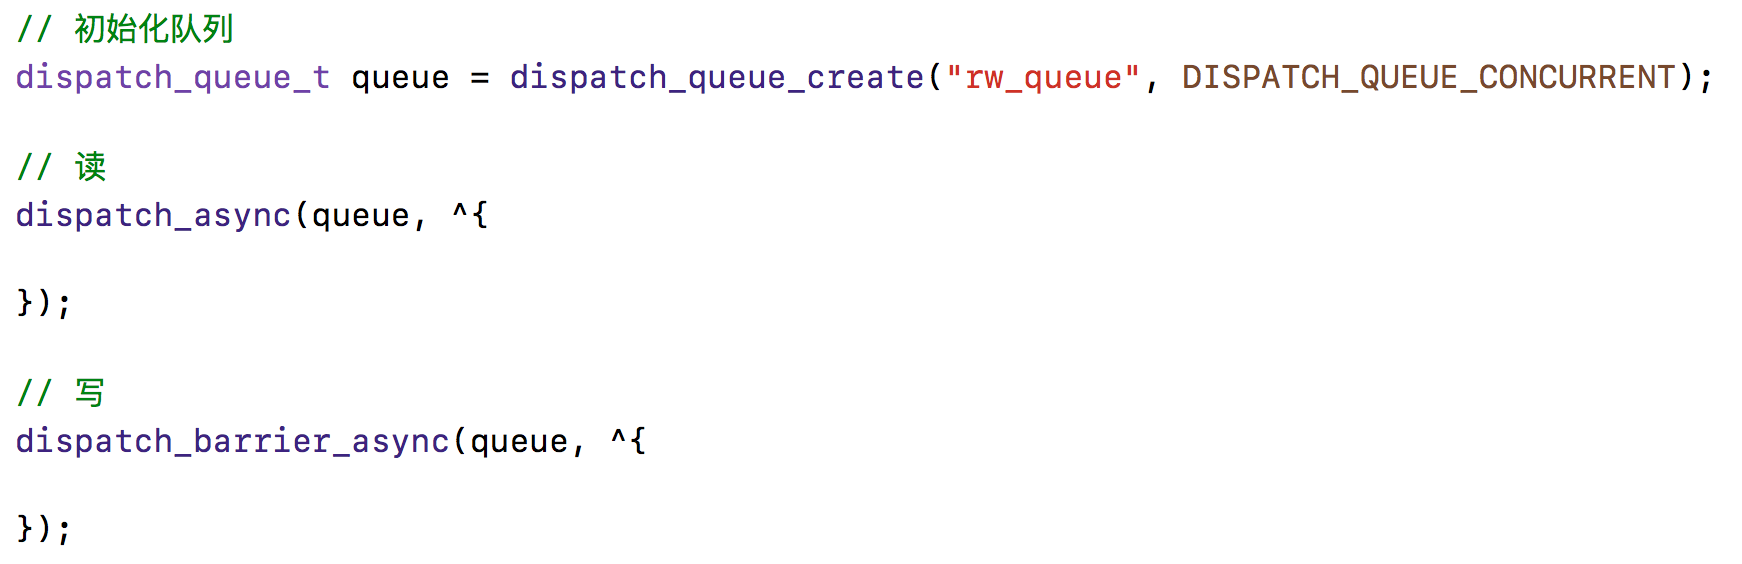 // 初始化队列
dispatch_queue_t queue = dispatch_queue_create("rw_queue", DISPATCH_QUEUE_CONCURRENT);
// 读
dispatch_async(queue, ^{
});
// 写
dispatch_barrier_async(queue, ^{
});